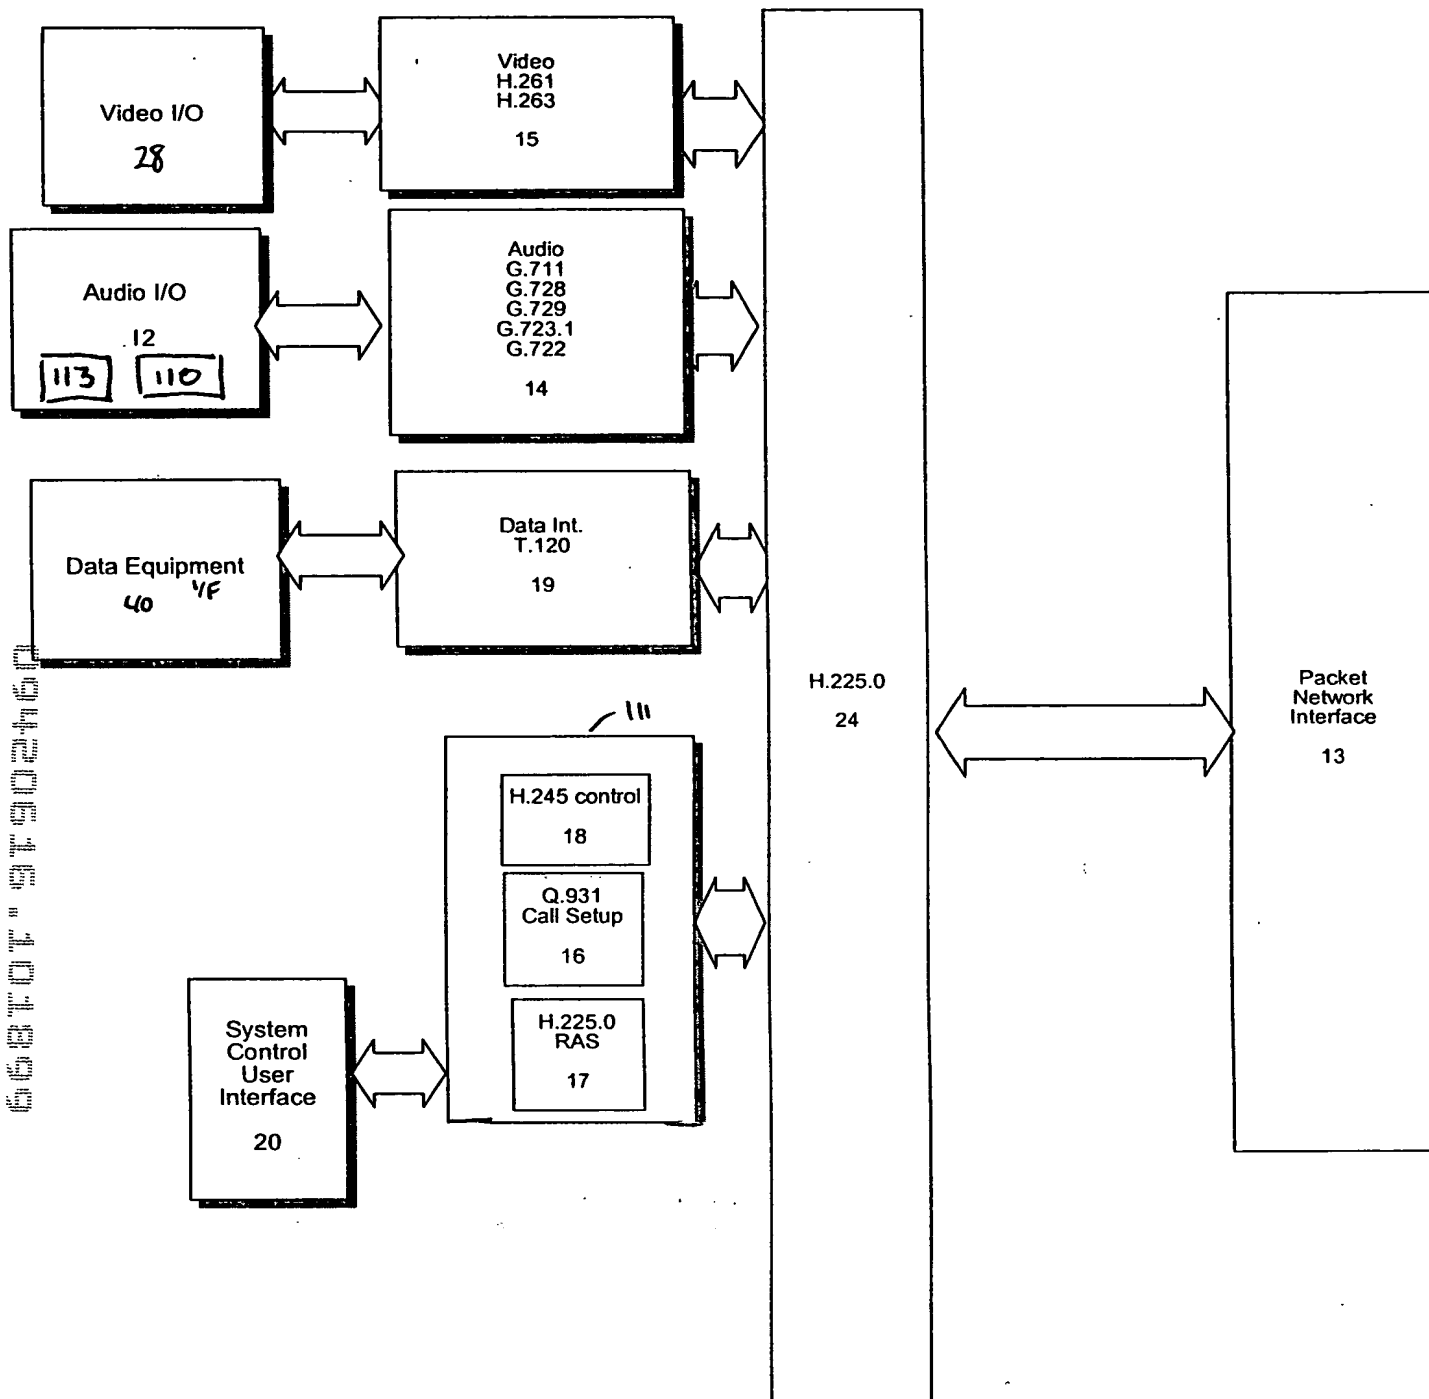 Video I/O
28
Video
H.261
H.263
15
Audio I/O
12
113
110
Audio
G.711
G.728
G.729
G.723.1
G.722
14
Data Equipment
40 I/F
Data Int.
T.120
19
H.225.0
24
Packet
Network
Interface
13
111
H.245 control
18
Q.931
Call Setup
16
H.225.0
RAS
17
System
Control
User
Interface
20